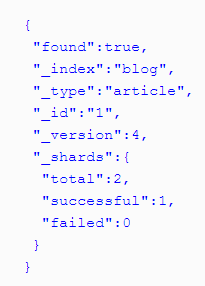 {
"found":true,
"_index":"blog",
"_type":"article",
"_id":"1",
"_version":4,
"_shards":{
"total":2,
"successful":1,
"failed":0
}
}